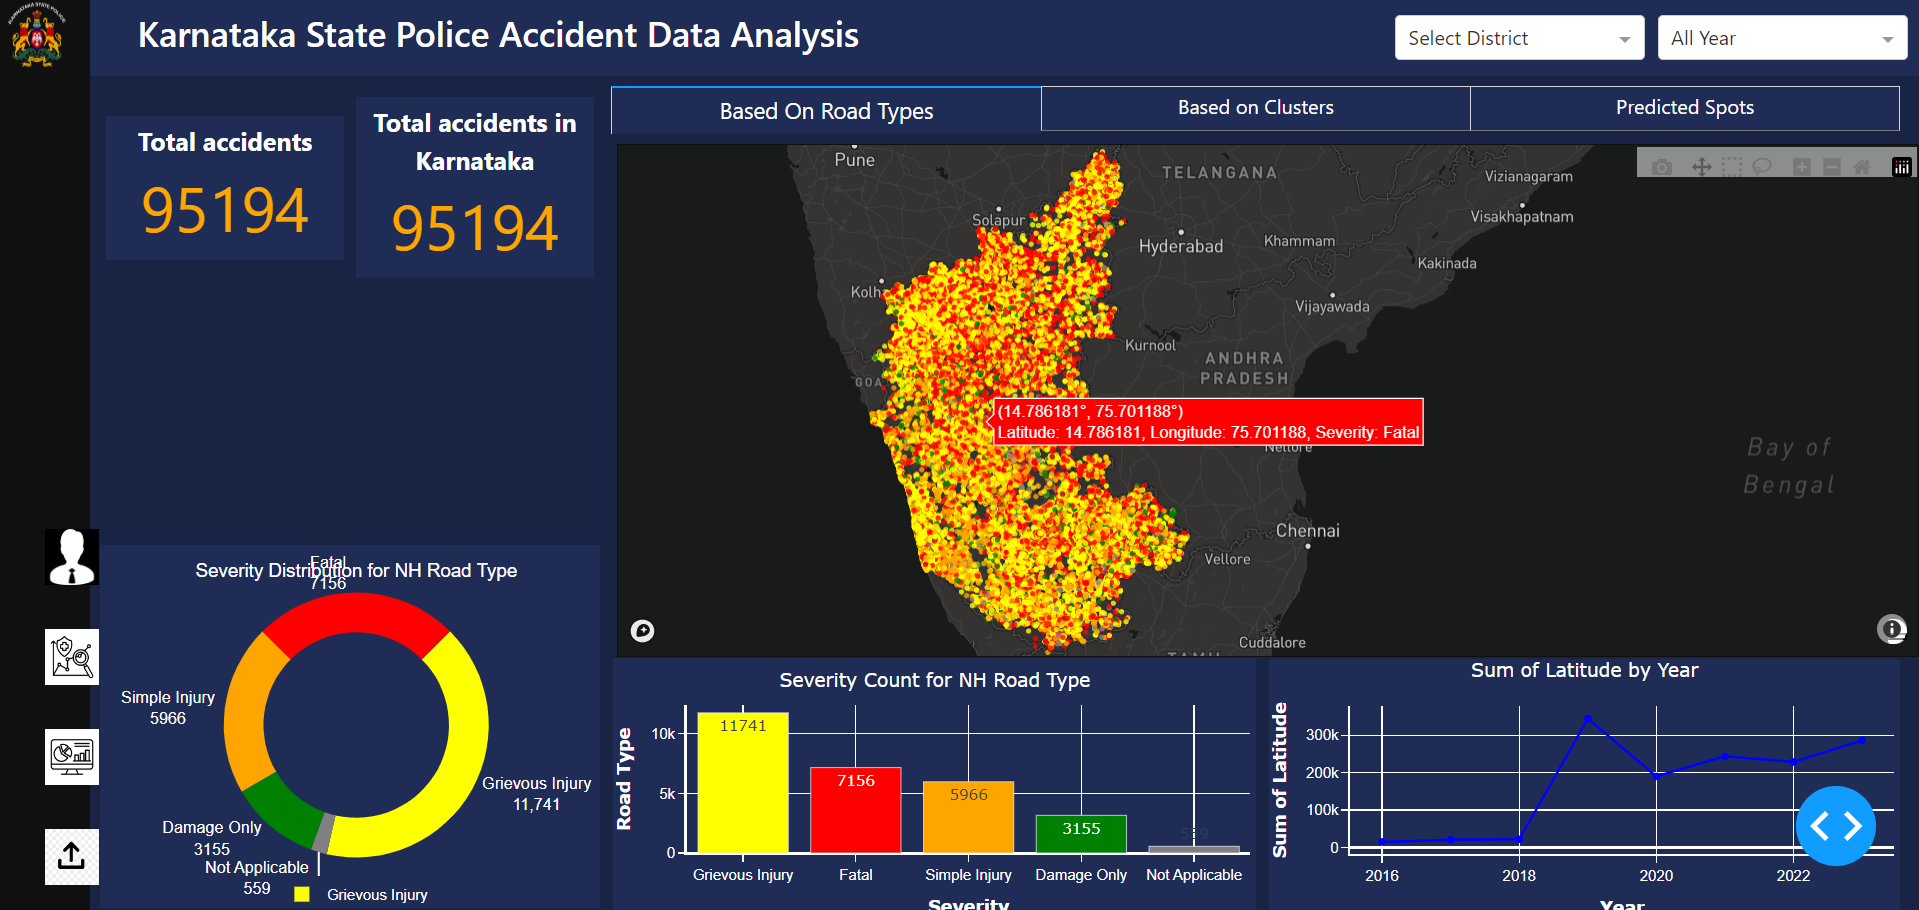 KARNATAKA STATE POLICE
Karnataka State Police Accident Data Analysis
Select District
All Year
Total accidents
95194
Total accidents in
Karnataka
95194
Based On Road Types
Based on Clusters
Predicted Spots
Pune
TELANGANA
Vizianagaram
Solapur
Visakhapatnam
Hyderabad
Khammam
Kakinada
Kolh
Vijayawada
Kurnool
GOA
ANDHRA
PRADESH
(14.786181°, 75.701188°)
Latitude: 14.786181, Longitude: 75.701188, Severity: Fatal
Nellore
Bay of
Bengal
Chennai
Vellore
Cuddalore
TAMIL
Severity Distribution for NH Road Type
Fatal
7156
Simple Injury
5966
Grievous Injury
11,741
Damage Only
3155
Not Applicable
559
Grievous Injury
Severity Count for NH Road Type
Road Type
10k
5k
0
11741
7156
5966
3155
559
Grievous Injury
Fatal
Simple Injury
Damage Only
Not Applicable
Severity
Sum of Latitude by Year
Sum of Latitude
300k
200k
100k
0
2016
2018
2020
2022
Year